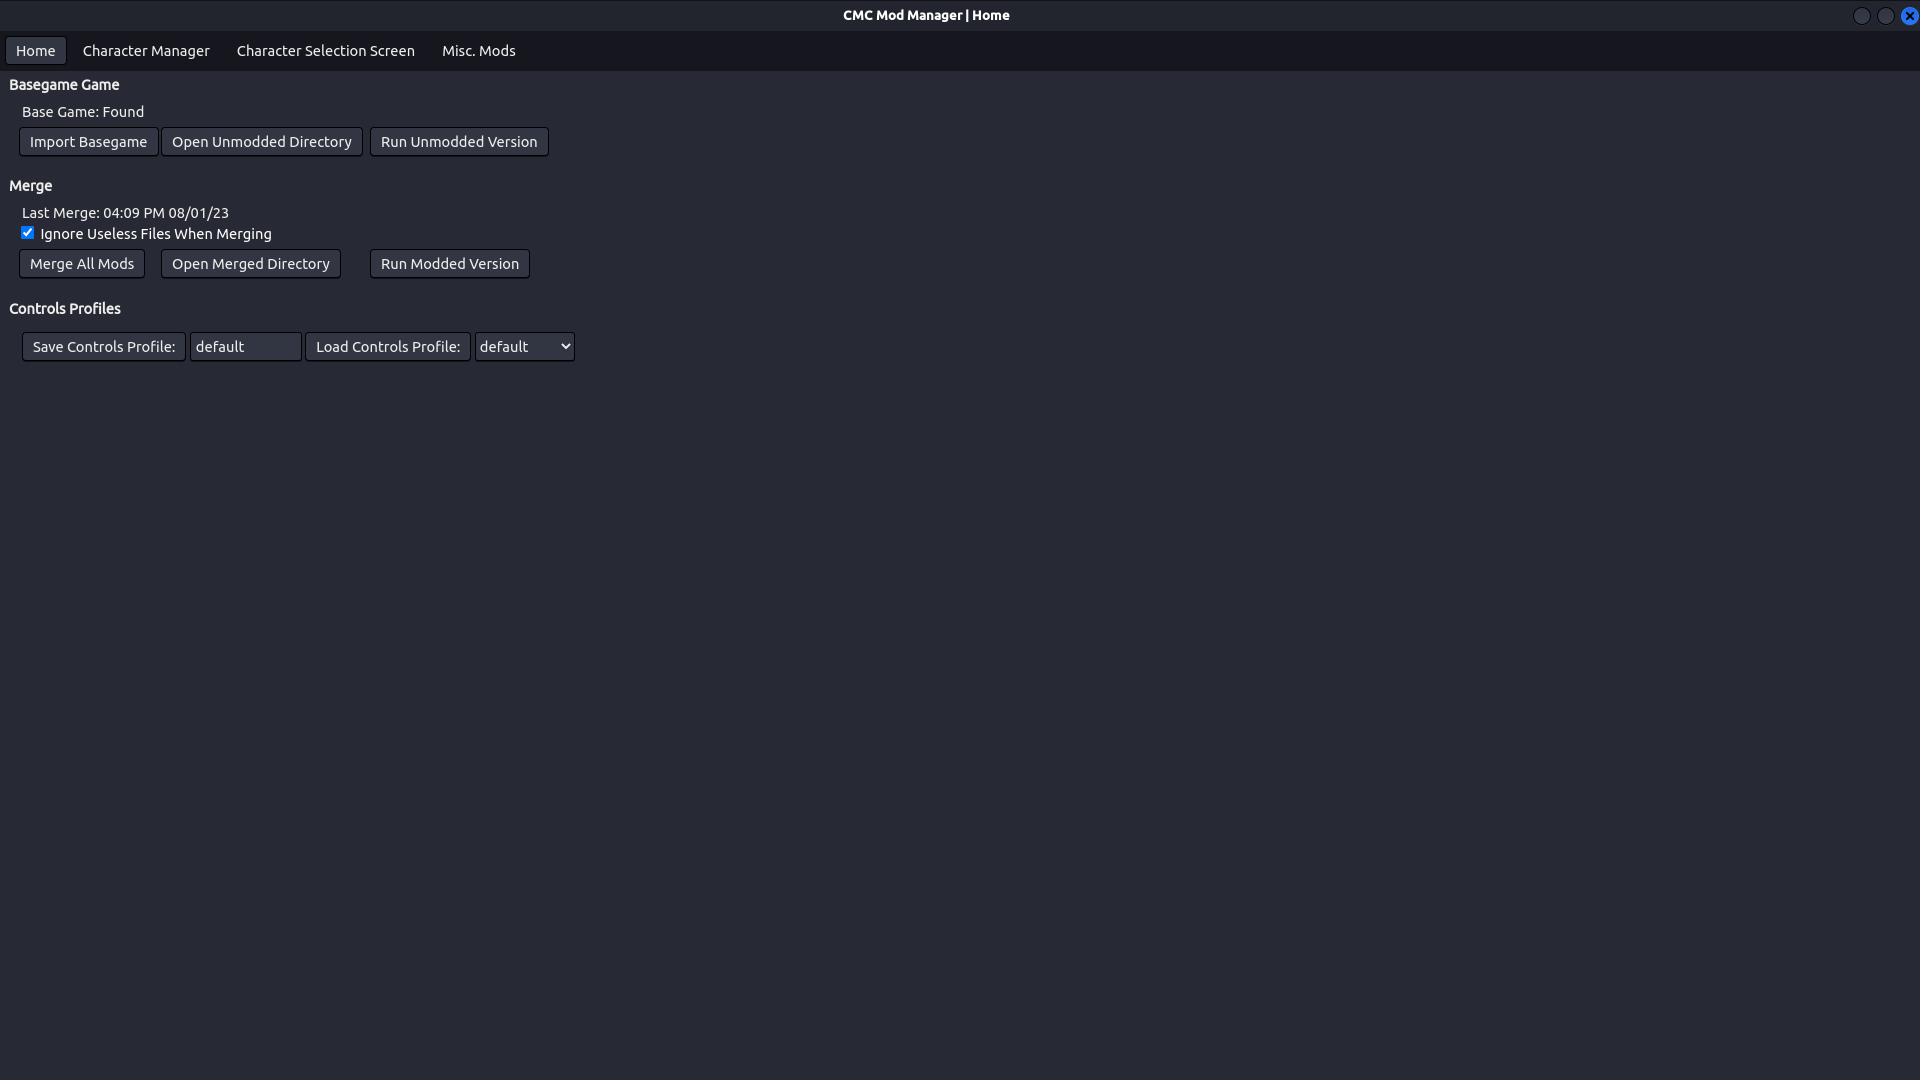 CMC Mod Manager | Home
Home Character Manager Character Selection Screen Misc. Mods
Basegame Game
Base Game: Found
Import Basegame Open Unmodded Directory Run Unmodded Version
Merge
Last Merge: 04:09 PM 08/01/23
Ignore Useless Files When Merging
Merge All Mods Open Merged Directory Run Modded Version
Controls Profiles
Save Controls Profile: default Load Controls Profile: default